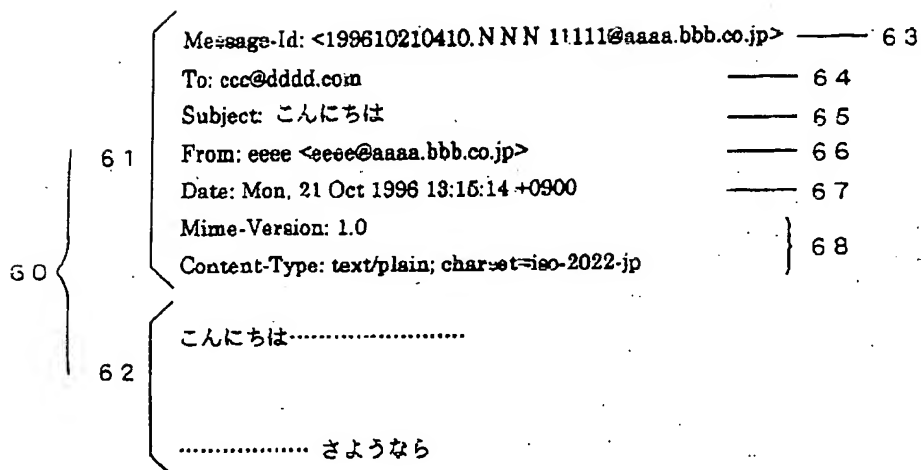 Message-Id: <199610210410.N N N 11111@aaaa.bbb.co.jp> 63
To: ccc@dddd.com 64
Subject: こんにちは 65
61 From: eeee <eeee@aaaa.bbb.co.jp> 66
Date: Mon, 21 Oct 1996 13:15:14 +0900 67
Mime-Version: 1.0
68
60 Content-Type: text/plain; charset=iso-2022-jp
こんにちは························
62
·················· さようなら